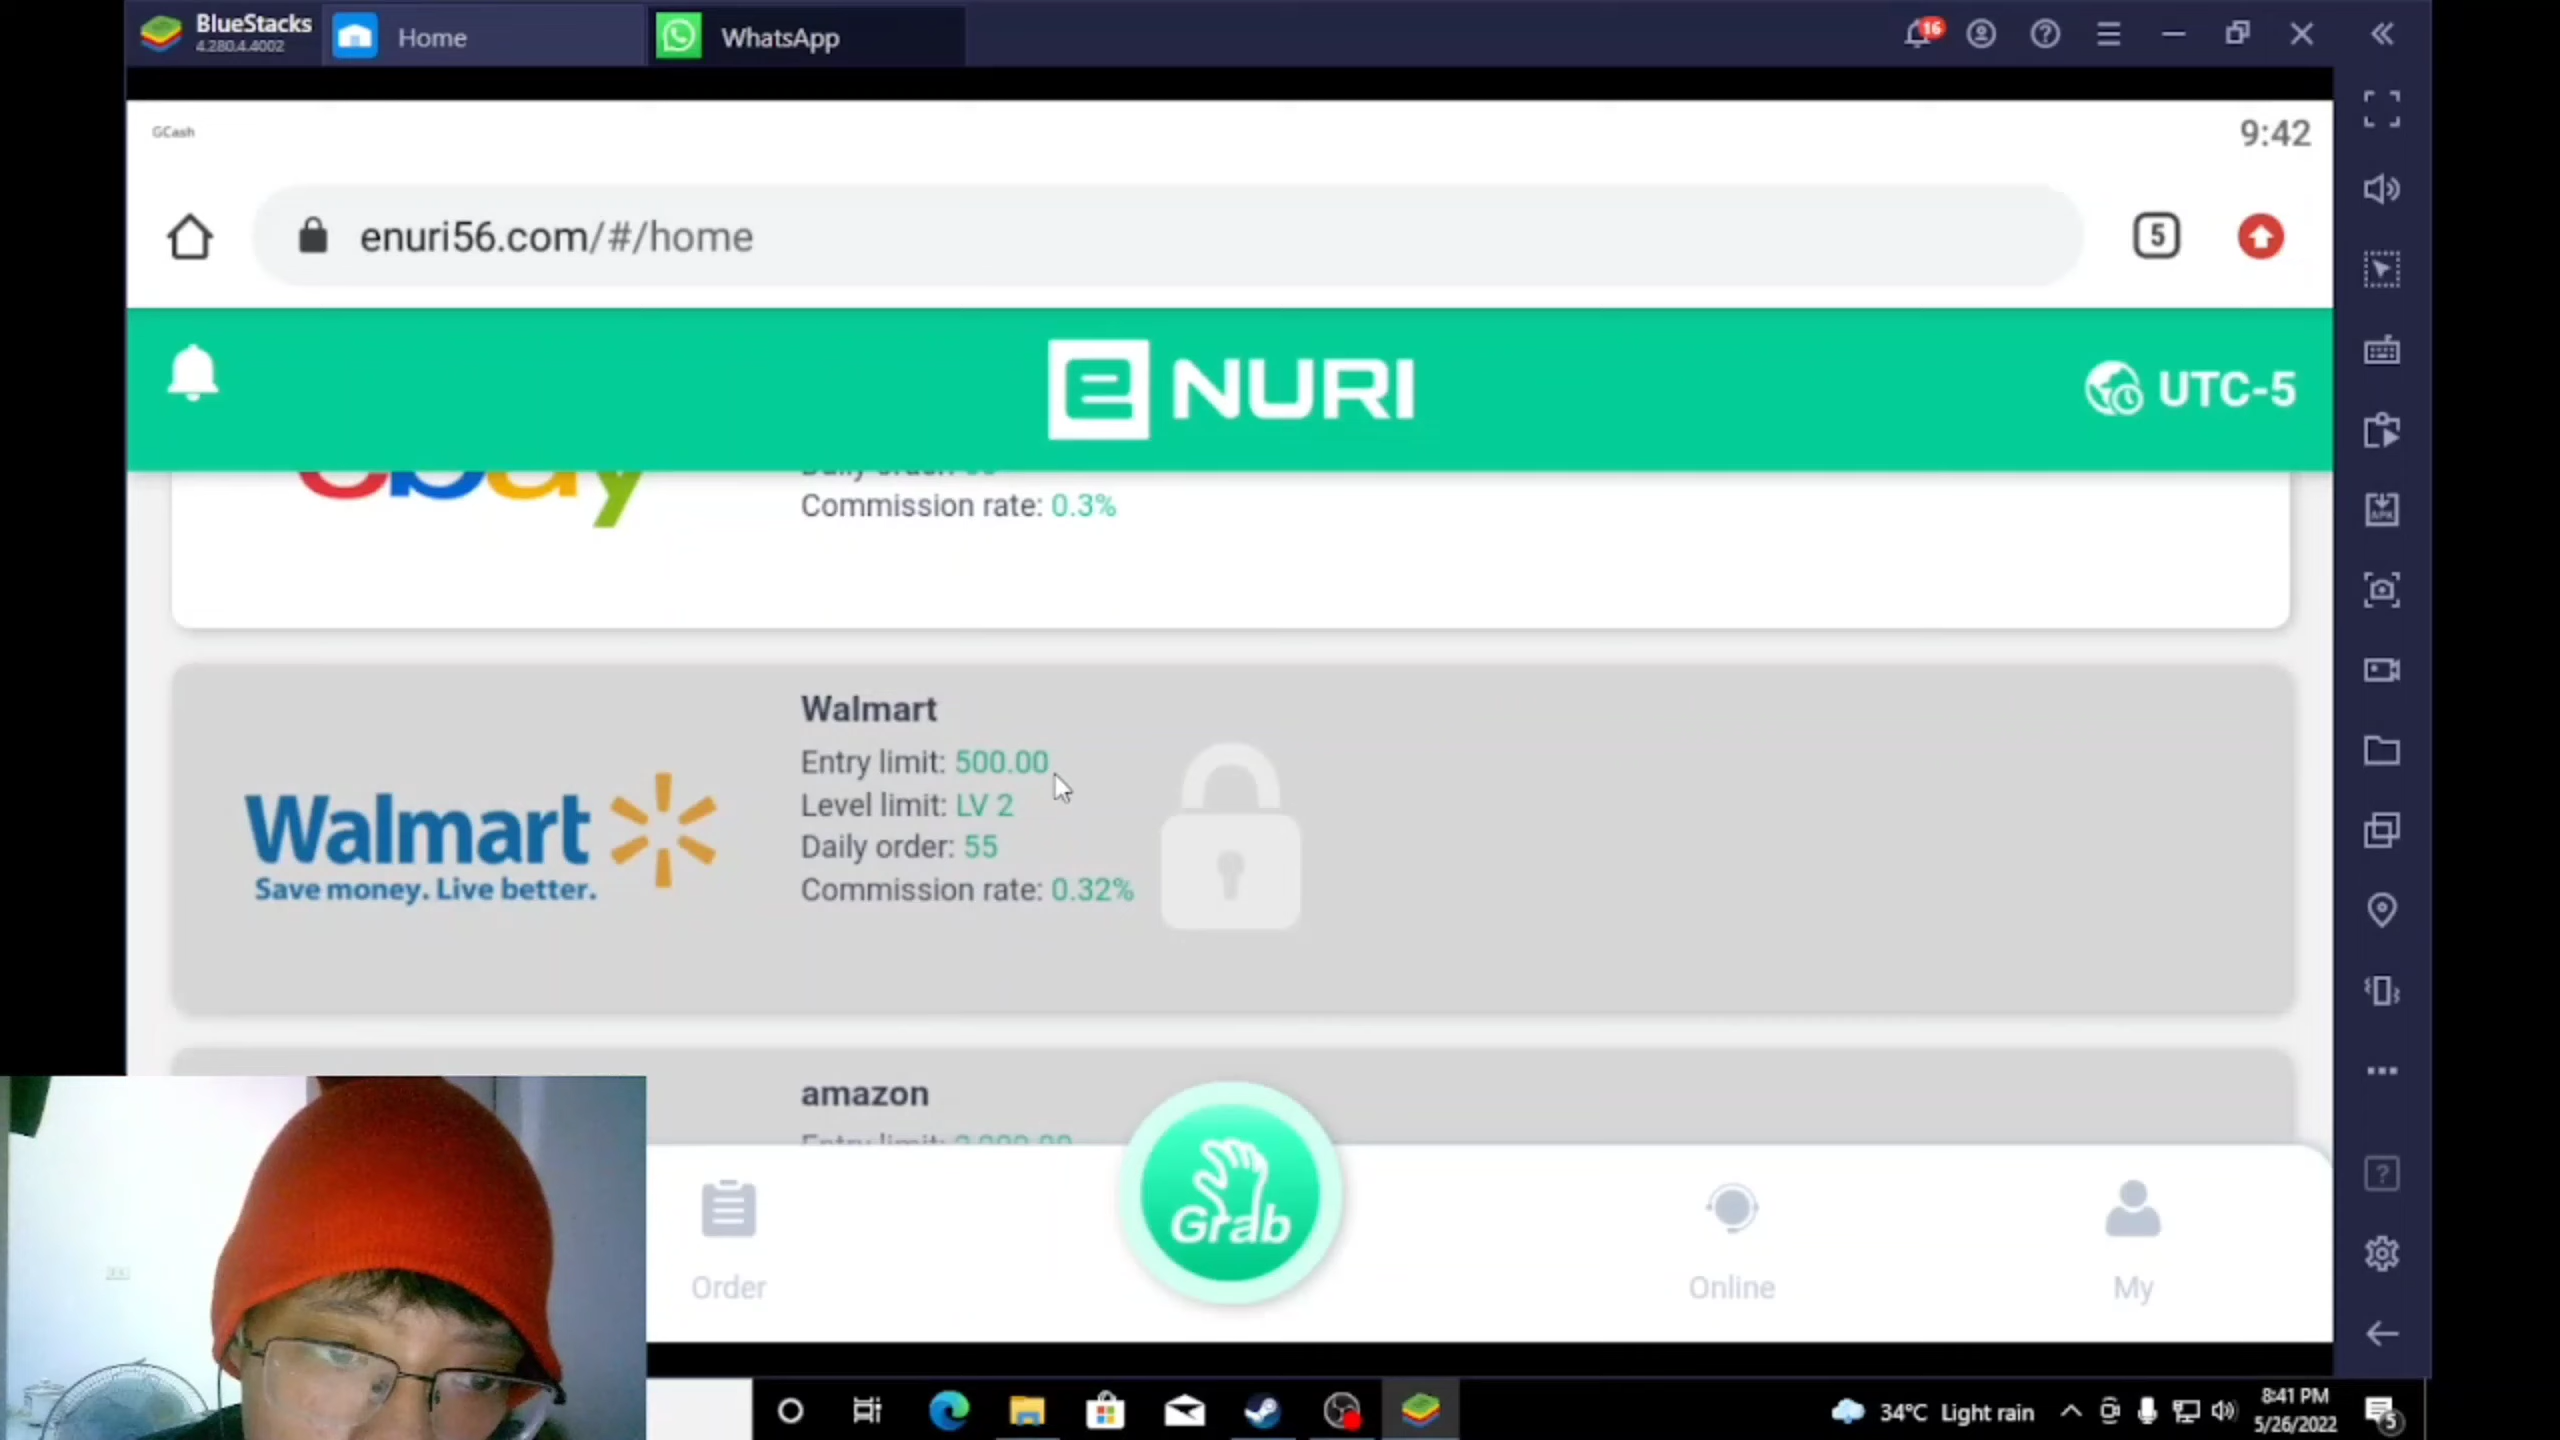 BlueStacks
4.280.4.4002
Home
WhatsApp
16
GCash
9:42
enuri56.com/#/home
5
e NURI
UTC-5
ebay
Commission rate: 0.3%
Walmart
Entry limit: 500.00
Level limit: LV 2
Daily order: 55
Commission rate: 0.32%
Walmart
Save money. Live better.
amazon
Grab
Order
Online
My
APK
34°C Light rain
8:41 PM
5/26/2022
5